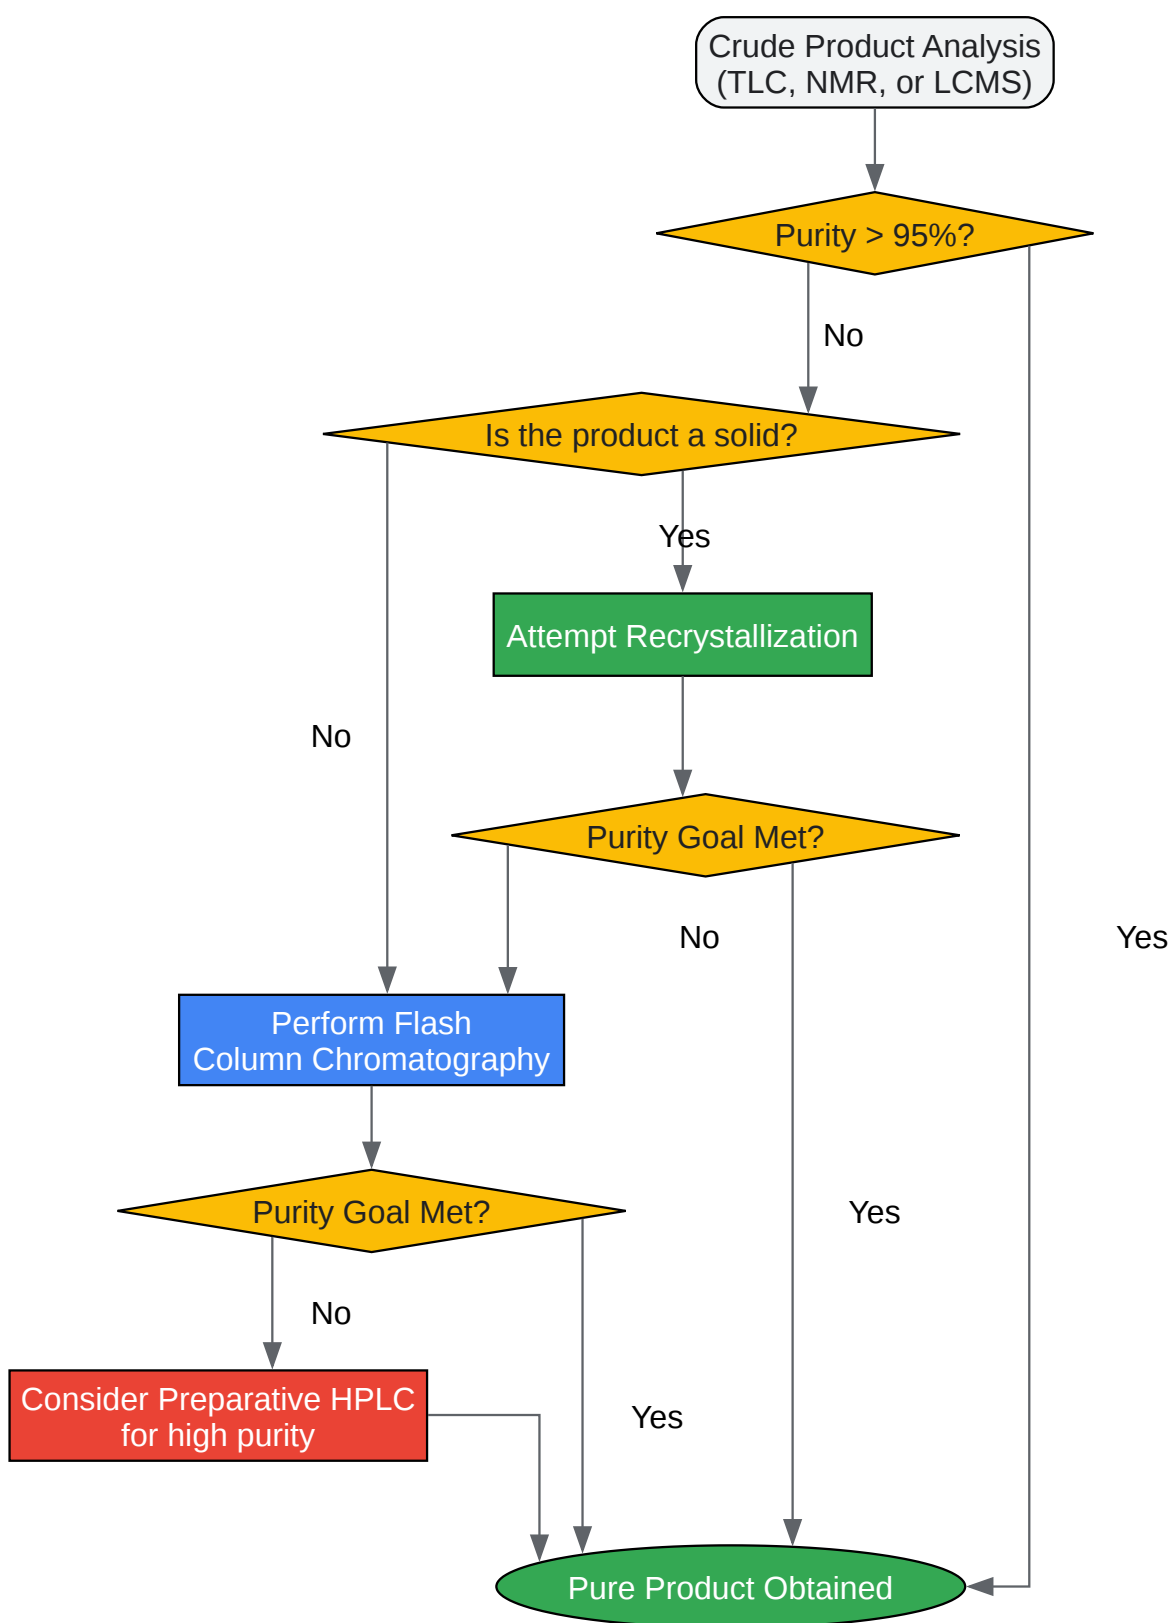 Crude Product Analysis
(TLC, NMR, or LCMS)
Purity > 95%?
No
Is the product a solid?
Yes
Attempt Recrystallization
No
Purity Goal Met?
No
Yes
Perform Flash
Column Chromatography
Purity Goal Met?
Yes
No
Consider Preparative HPLC
for high purity
Yes
Pure Product Obtained